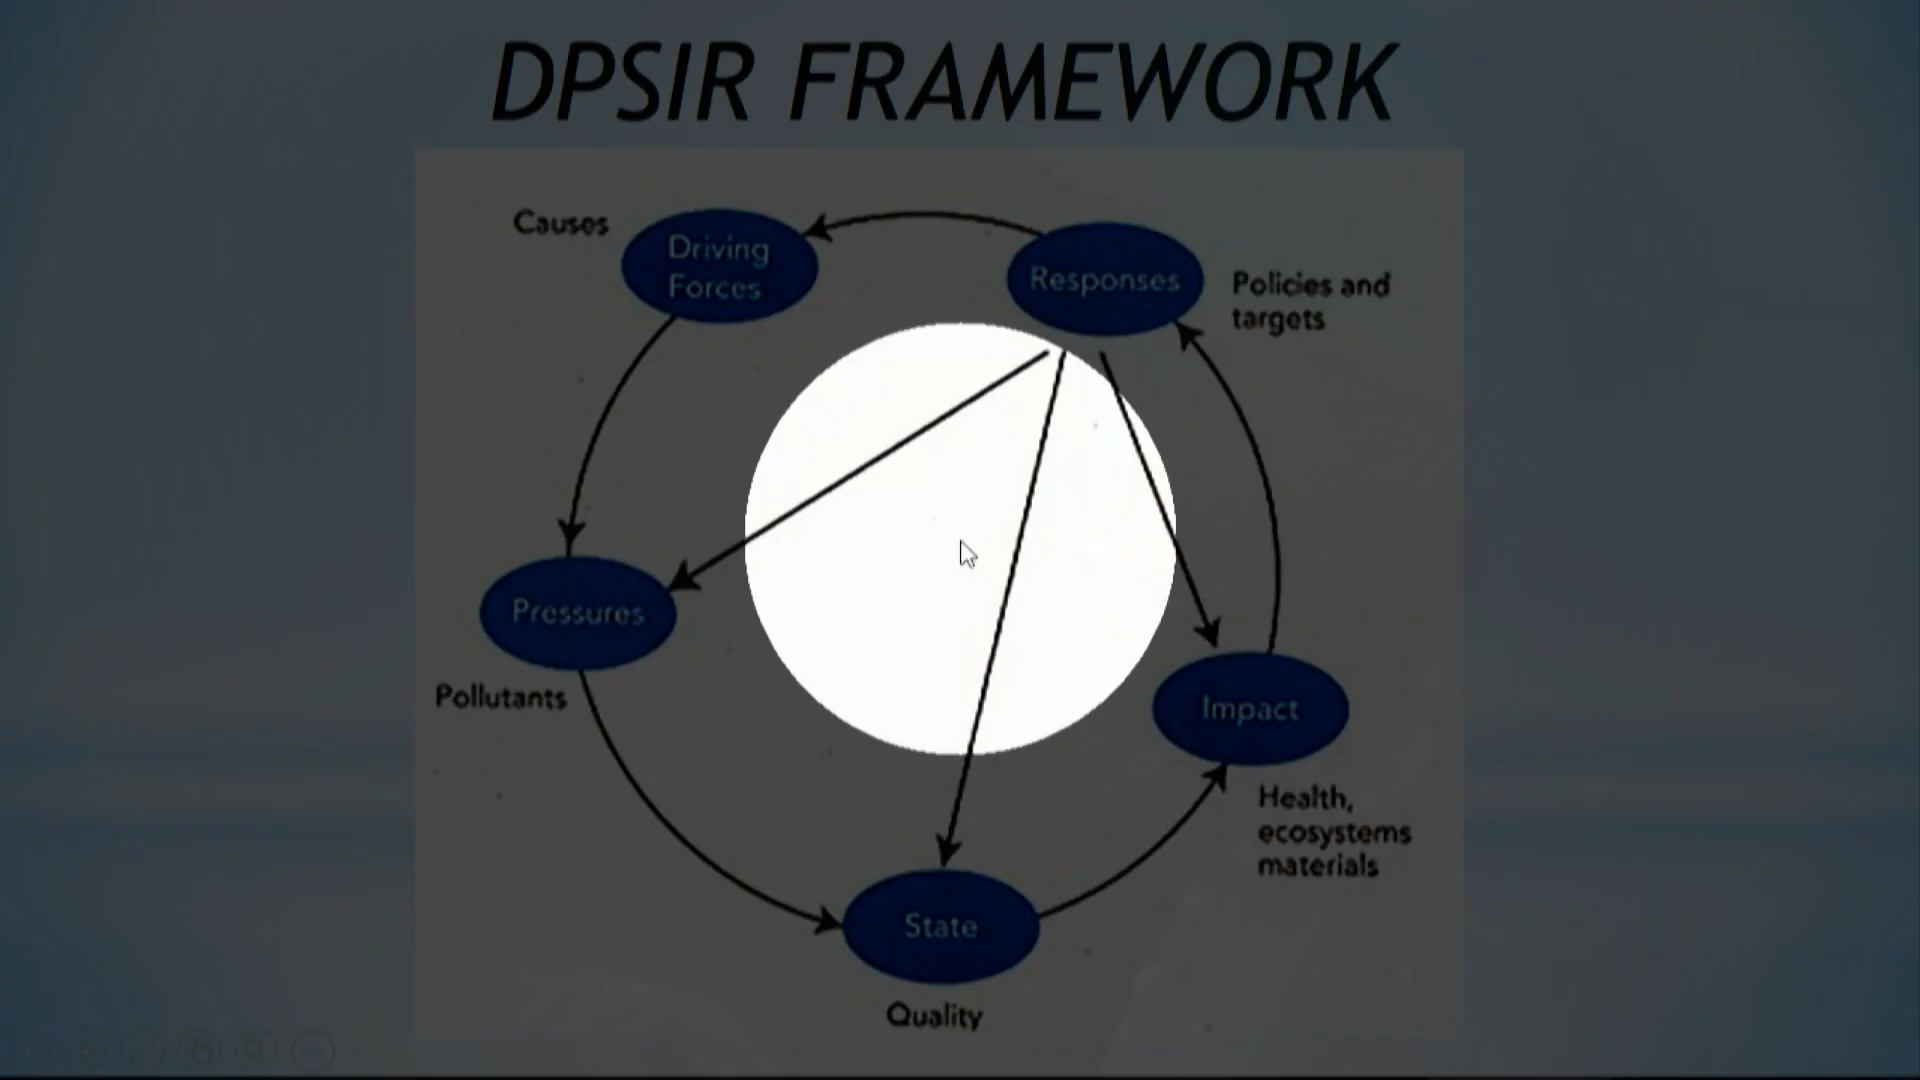 DPSIR FRAMEWORK
Causes
Driving
Forces
Responses
Policies and
targets
Pressures
Pollutants
Impact
Health,
ecosystems
materials
State
Quality